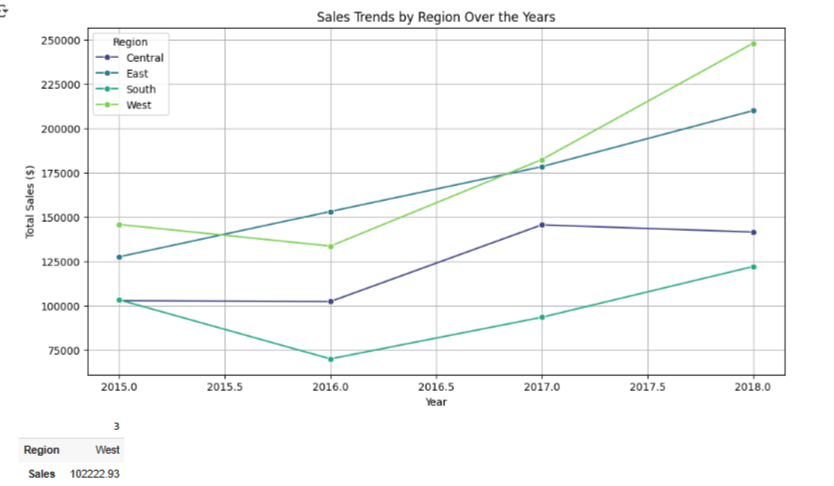 Sales Trends by Region Over the Years
250000
225000
200000
175000
150000
125000
100000
75000
Total Sales ($)
Region
Central
East
South
West
2015.0 2015.5 2016.0 2016.5 2017.0 2017.5 2018.0
Year
3
Region West
Sales 102222.93